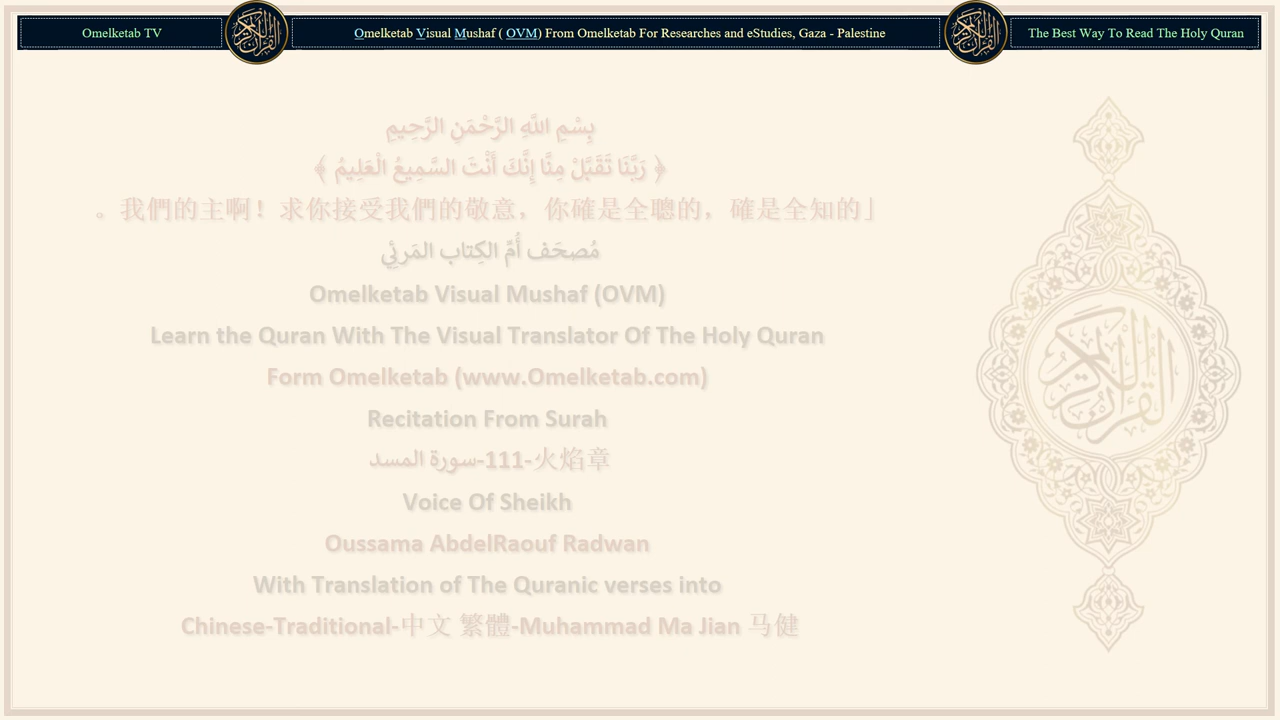 Omelketab TV
Omelketab Visual Mushaf ( OVM) From Omelketab For Researches and eStudies, Gaza - Palestine
The Best Way To Read The Holy Quran
بِسْمِ اللَّهِ الرَّحْمَنِ الرَّحِيمِ
﴿ رَبَّنَا تَقَبَّلْ مِنَّا إِنَّكَ أَنْتَ السَّمِيعُ الْعَلِيمُ ﴾
。我們的主啊！求你接受我們的敬意，你確是全聰的，確是全知的」
مُصحَف أُمِّ الكِتاب المَرئِي
Omelketab Visual Mushaf (OVM)
Learn the Quran With The Visual Translator Of The Holy Quran
Form Omelketab (www.Omelketab.com)
Recitation From Surah
سورة المسد-111-火焰章
Voice Of Sheikh
Oussama AbdelRaouf Radwan
With Translation of The Quranic verses into
Chinese-Traditional-中文 繁體-Muhammad Ma Jian 马健
القرآن الكريم